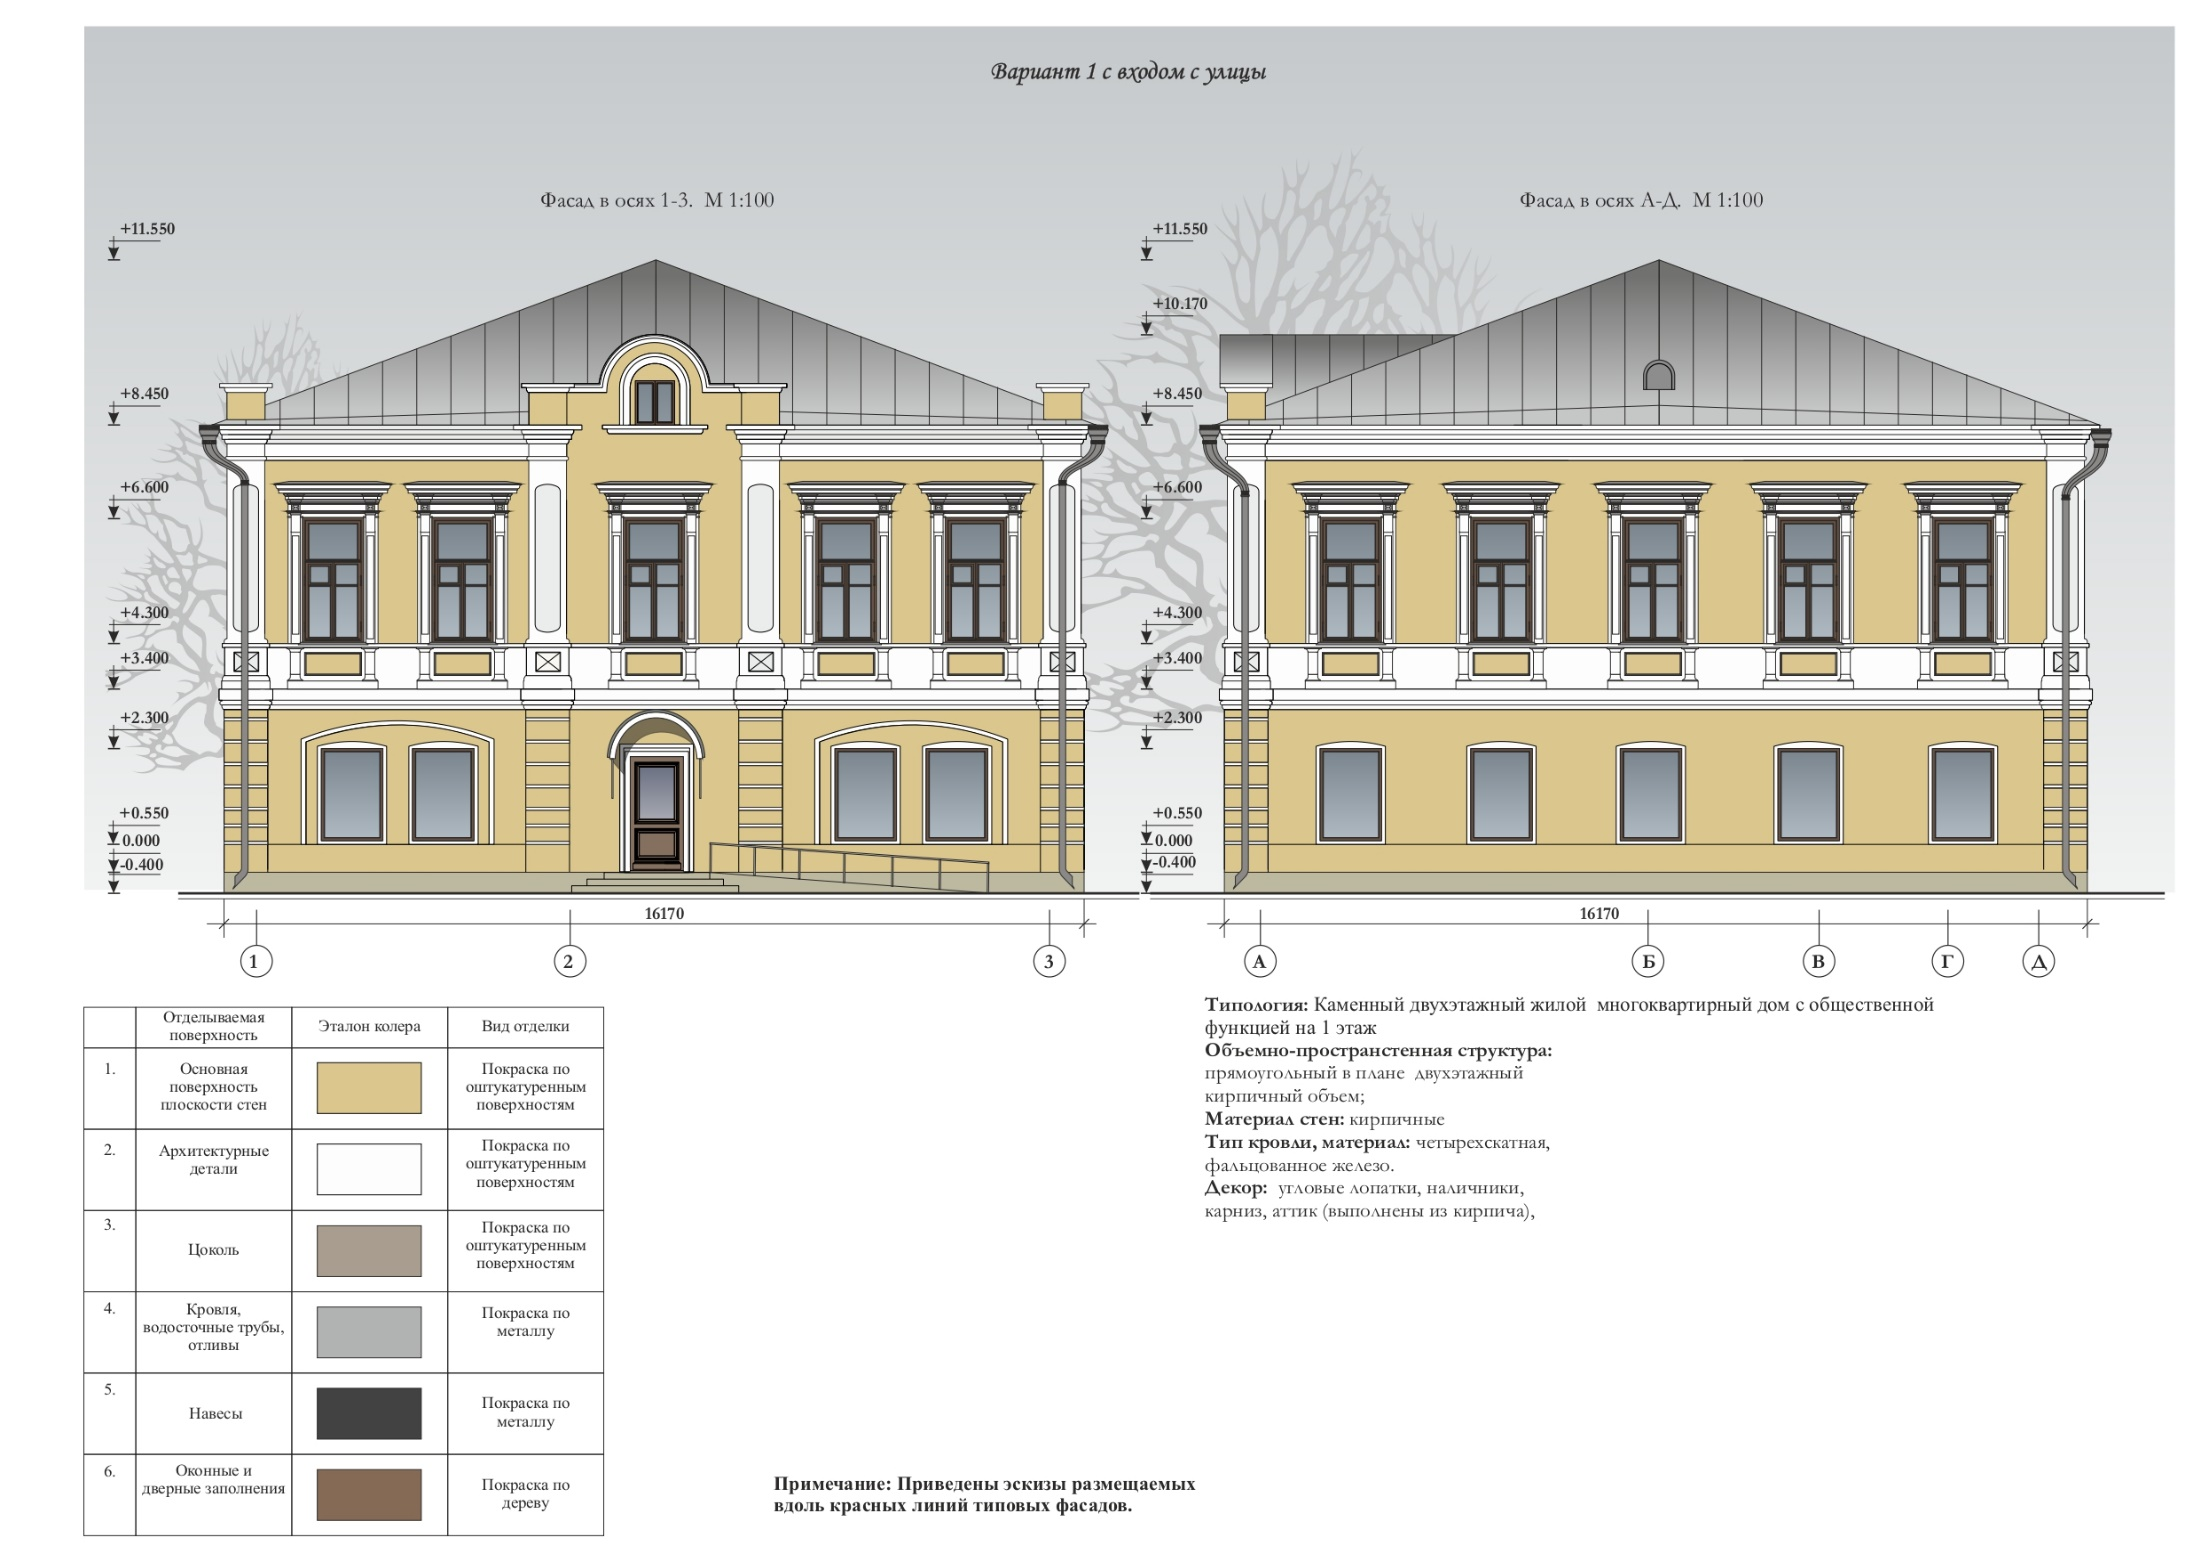 Вариант 1 с входом с улицы
Фасад в осях 1-3.  М 1:100
+11.550
+8.450
+6.600
+4.300
+3.400
+2.300
+0.550
0.000
-0.400
16170
1
2
3
Фасад в осях А-Д.  М 1:100
+11.550
+10.170
+8.450
+6.600
+4.300
+3.400
+2.300
+0.550
0.000
-0.400
16170
А
Б
В
Г
Д
Отделываемая
поверхность
Эталон колера
Вид отделки
1.
Основная
поверхность
плоскости стен
Покраска по
оштукатуренным
поверхностям
2.
Архитектурные
детали
Покраска по
оштукатуренным
поверхностям
3.
Цоколь
Покраска по
оштукатуренным
поверхностям
4.
Кровля,
водосточные трубы,
отливы
Покраска по
металлу
5.
Навесы
Покраска по
металлу
6.
Оконные и
дверные заполнения
Покраска по
дереву
Типология: Каменный двухэтажный жилой  многоквартирный дом с общественной
функцией на 1 этаж
Объемно-пространстенная структура:
прямоугольный в плане  двухэтажный
кирпичный объем;
Материал стен: кирпичные
Тип кровли, материал: четырехскатная,
фальцованное железо.
Декор:  угловые лопатки, наличники,
карниз, аттик (выполнены из кирпича),
Примечание: Приведены эскизы размещаемых
вдоль красных линий типовых фасадов.